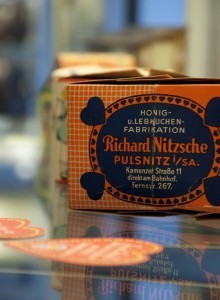 HONIG-
u.LEBKUCHEN-
FABRIKATION
Richard Nitzsche
PULSNITZ i/SA.
Kamenzer Straße 11
direkt am Bahnhof.
Fernspr. 267.